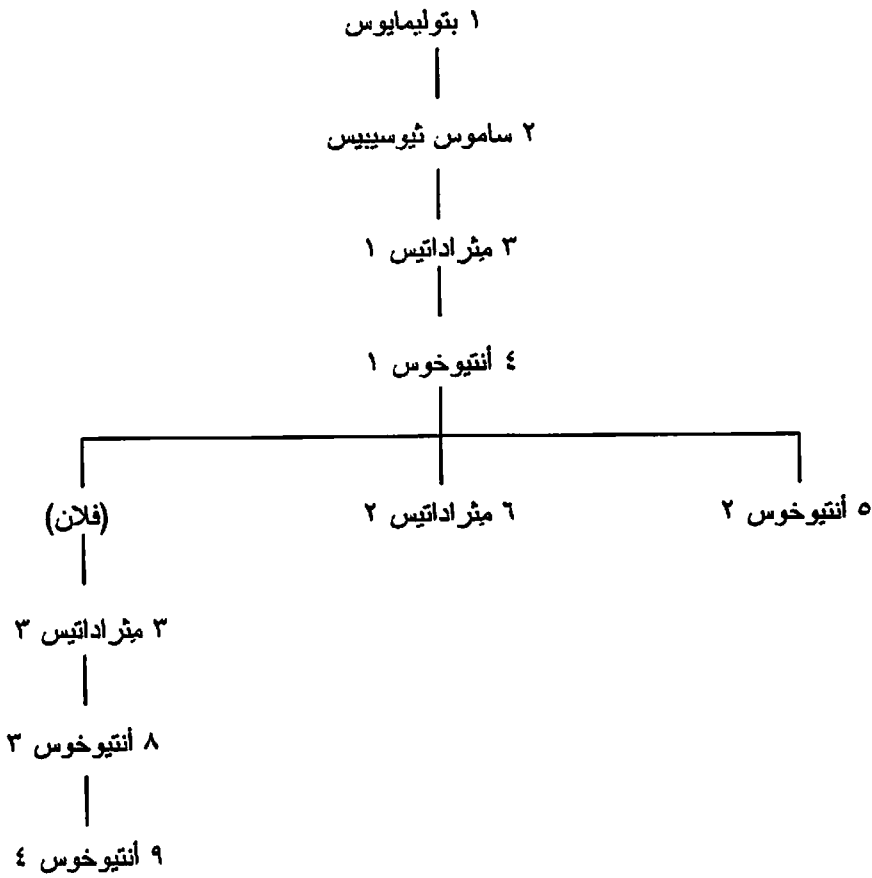 ١ بتوليمايوس
٢ ساموس ثيوسيبيس
٣ مِثراداتيس ١
٤ أنتيوخوس ١
٥ أنتيوخوس ٢
٦ مِثراداتيس ٢
(فلان)
٣ مِثراداتيس ٣
٨ أنتيوخوس ٣
٩ أنتيوخوس ٤